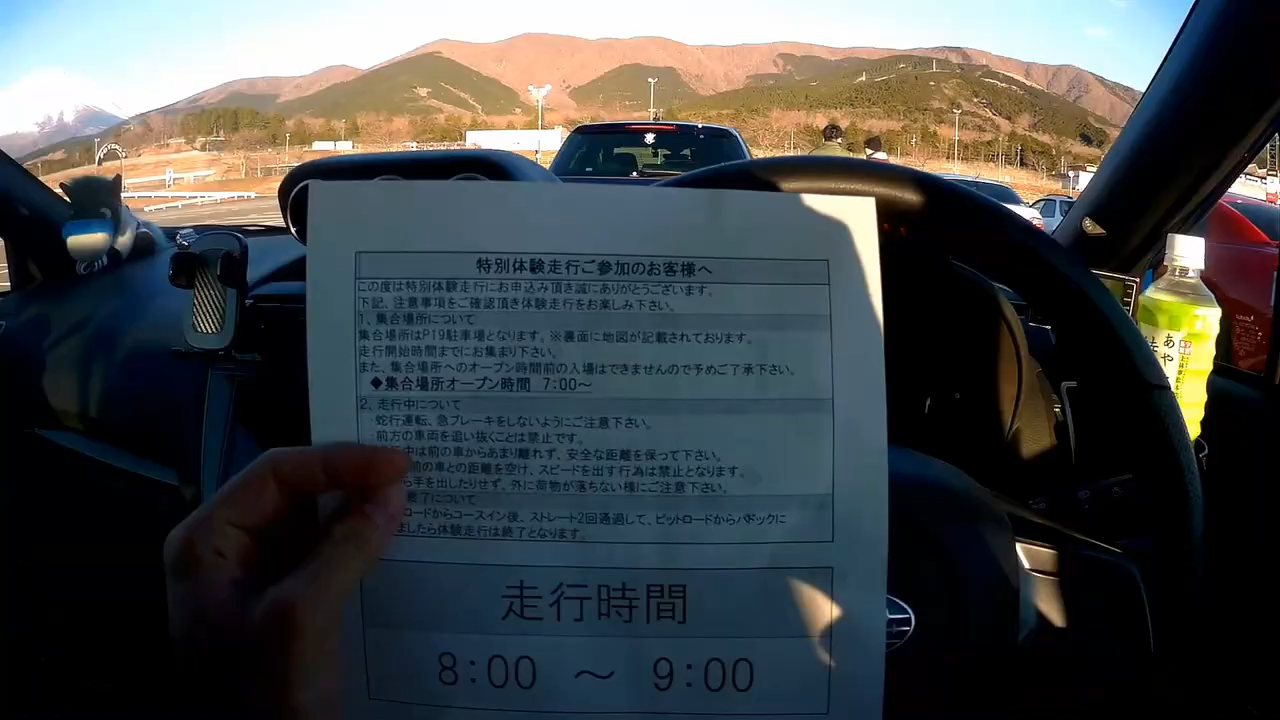 特別体験走行ご参加のお客様へ
この度は特別体験走行にお申込み頂き誠にありがとうございます。
下記、注意事項をご確認頂き体験走行をお楽しみ下さい。
1、集合場所について
集合場所はP19駐車場となります。※裏面に地図が記載されております。
走行開始時間までにお集まり下さい。
また、集合場所へのオープン時間前の入場はできませんので予めご了承下さい。
◆集合場所オープン時間 7:00～
2、走行中について
・蛇行運転、急ブレーキをしないようにご注意下さい。
・前方の車両を追い抜くことは禁止です。
中は前の車からあまり離れず、安全な距離を保って下さい。
前の車との距離を空け、スピードを出す行為は禁止となります。
ら手を出したりせず、外に荷物が落ちない様にご注意下さい。
終了について
ロードからコースイン後、ストレート2回通過して、ピットロードからパドックに
ましたら体験走行は終了となります。
走行時間
8:00 ～ 9:00
あや